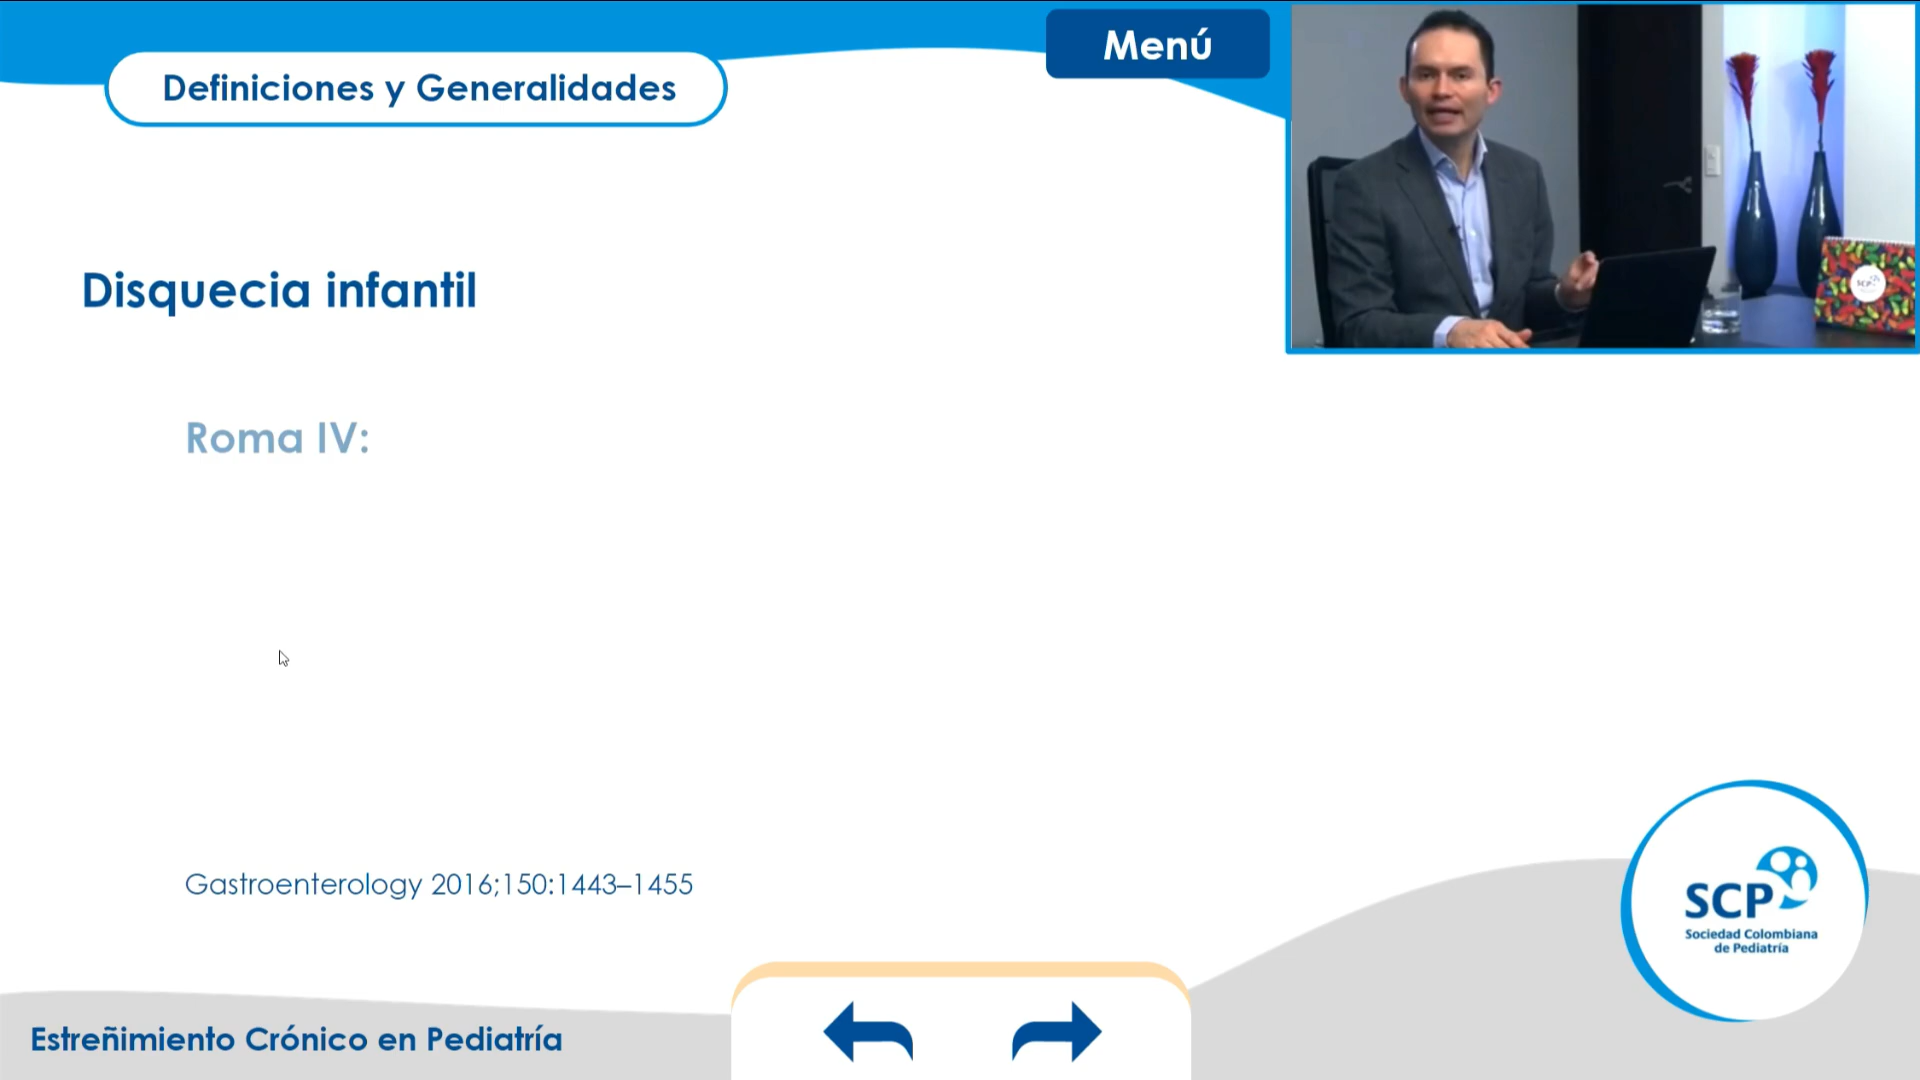 Menú
Definiciones y Generalidades
Disquecia infantil
Roma IV:
Gastroenterology 2016;150:1443–1455
SCP
SCP
Sociedad Colombiana
de Pediatría
Estreñimiento Crónico en Pediatría